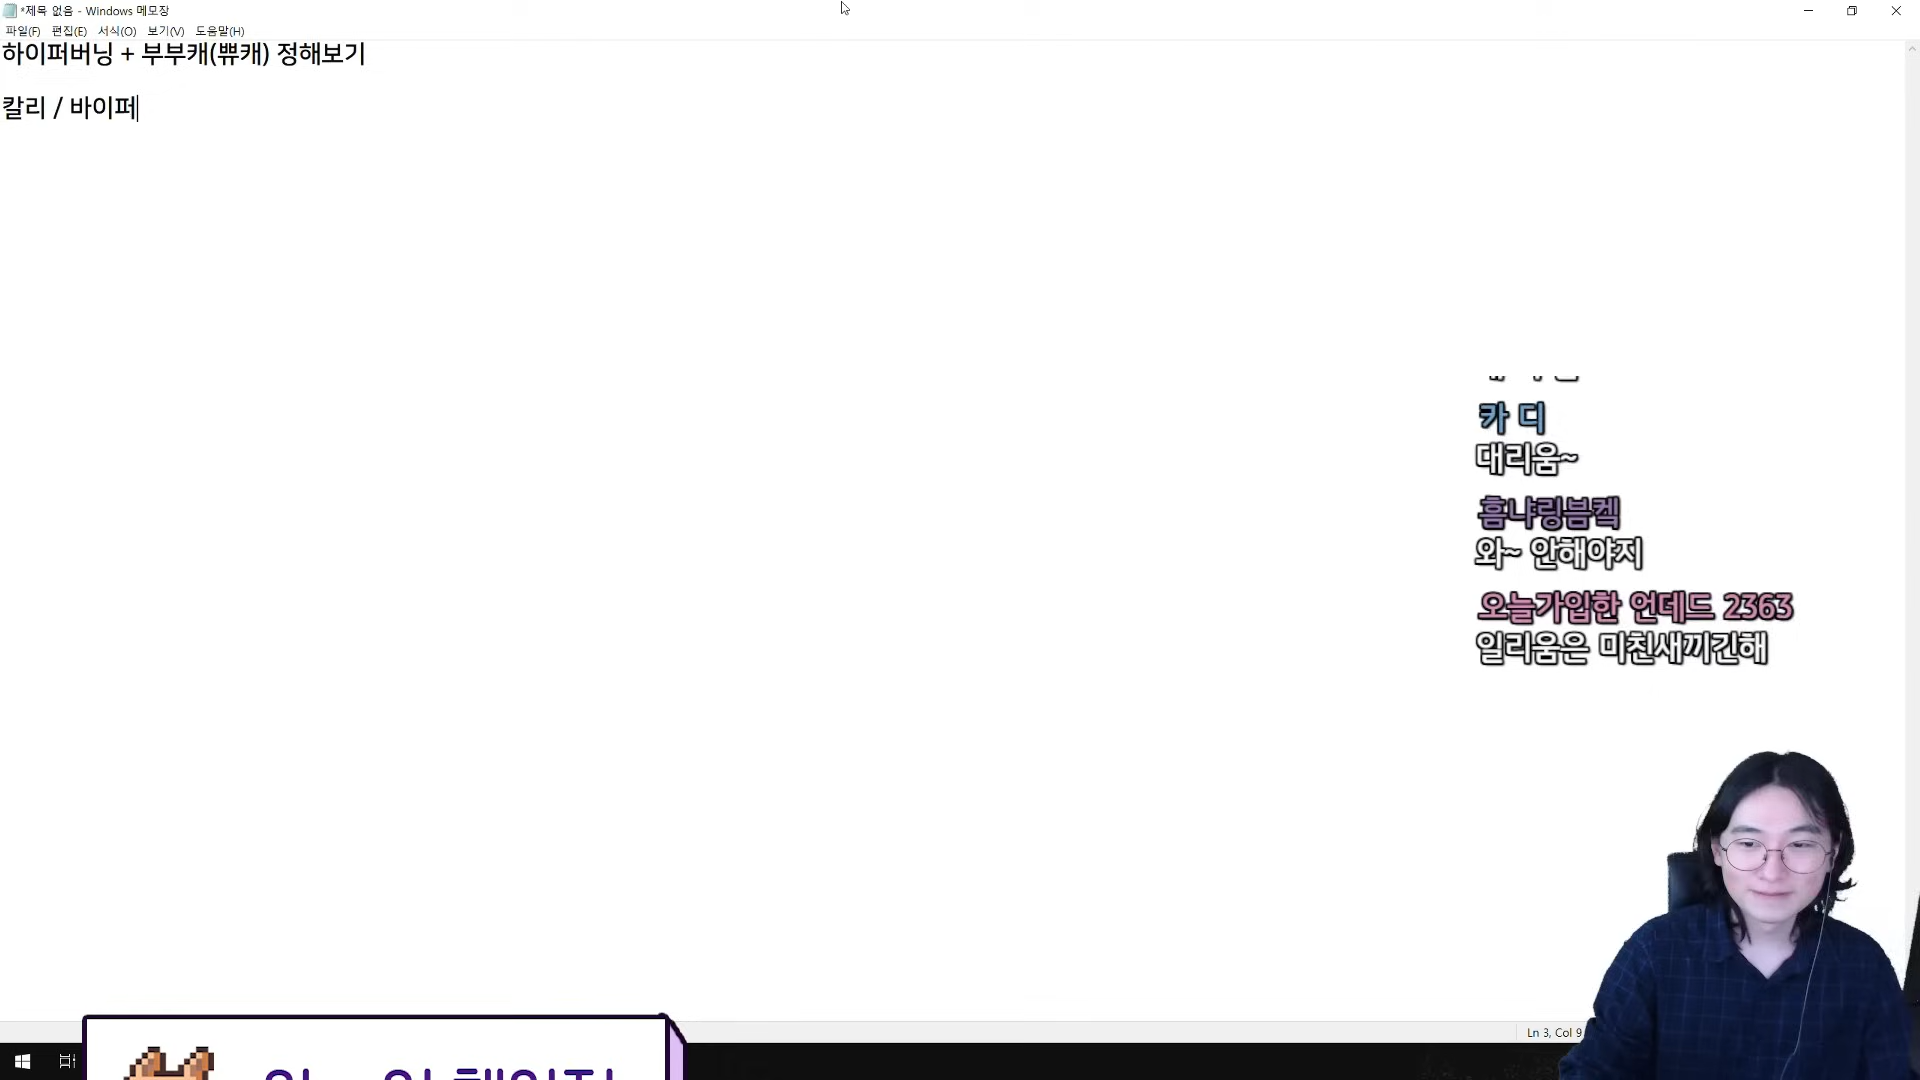 *제목 없음 - Windows 메모장
파일(F) 편집(E) 서식(O) 보기(V) 도움말(H)
하이퍼버닝 + 부부캐(쀼캐) 정해보기
칼리 / 바이퍼
카 디
대리움~
흠냐링븜켁
와~ 안해야지
오늘가입한 언데드 2363
일리움은 미친새끼긴해
Ln 3, Col 9